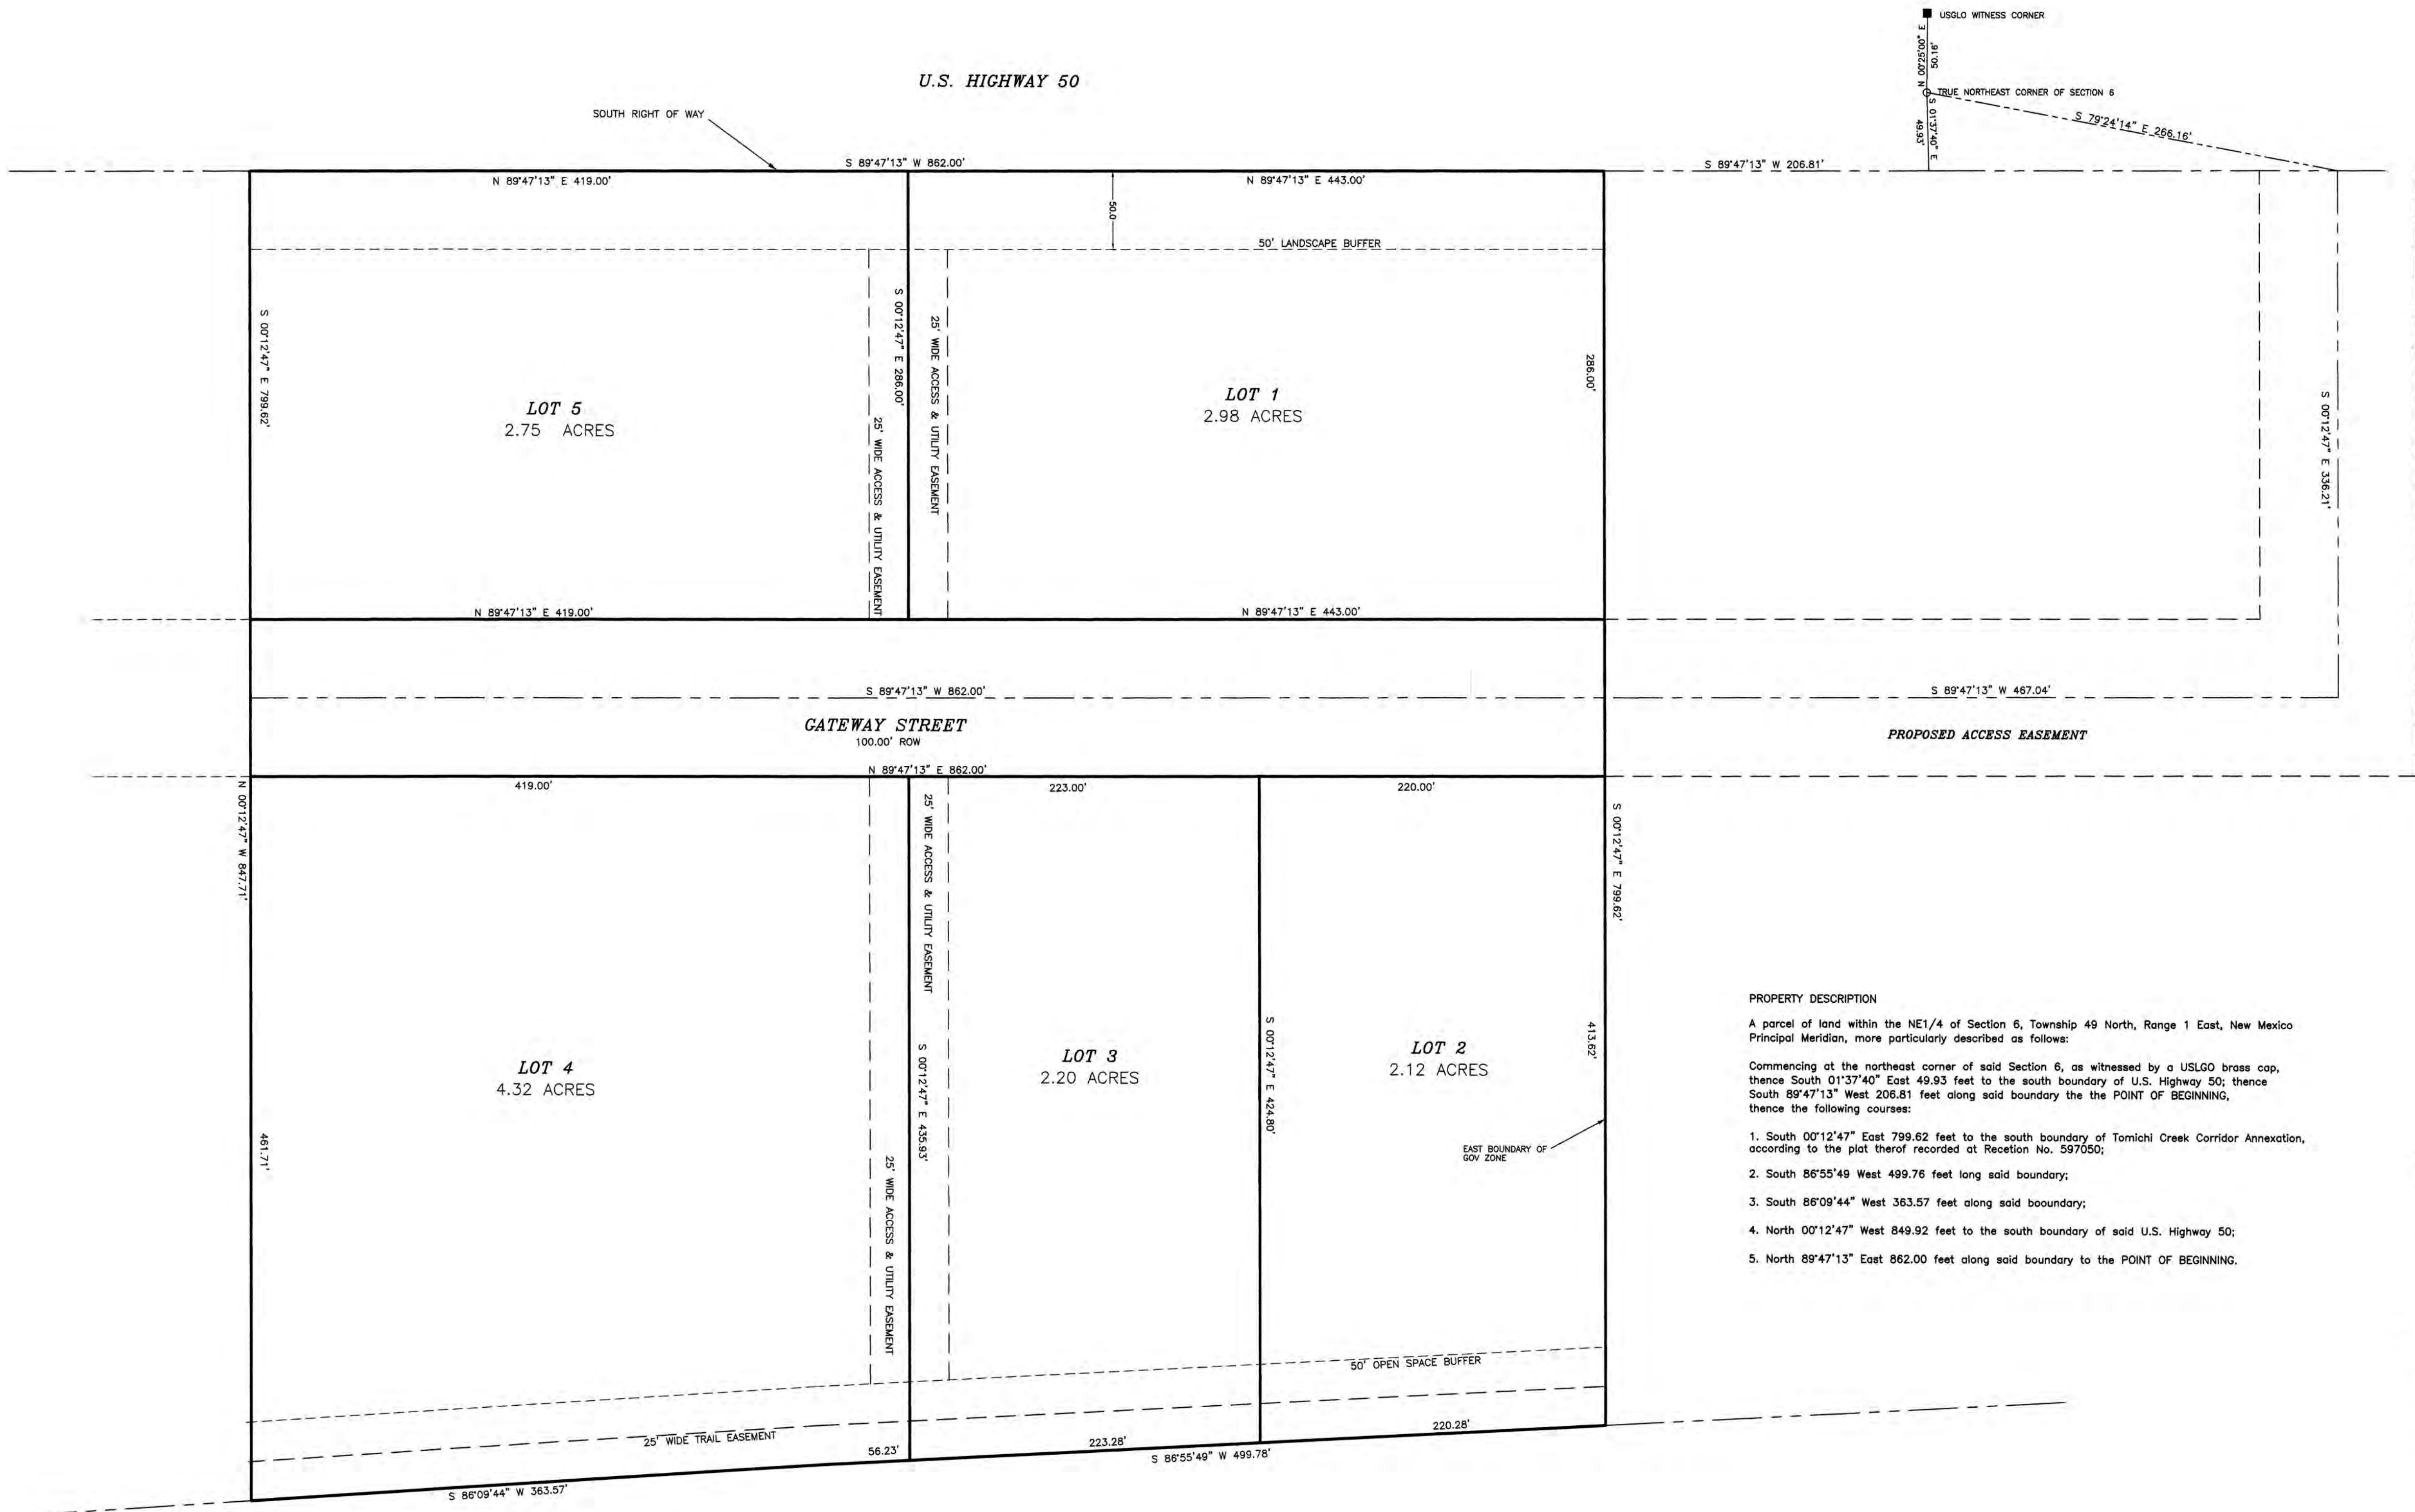 USGLO WITNESS CORNER
N 00°25'00" E
50.16'
U.S. HIGHWAY 50
TRUE NORTHEAST CORNER OF SECTION 6
SOUTH RIGHT OF WAY
S 01°37'40" E
49.93'
S 79°24'14" E 266.16'
S 89°47'13" W 862.00'
S 89°47'13" W 206.81'
N 89°47'13" E 419.00'
N 89°47'13" E 443.00'
50.0
50' LANDSCAPE BUFFER
S 00°12'47" E 799.62'
S 00°12'47" E 286.00'
25' WIDE ACCESS & UTILITY EASEMENT
25' WIDE ACCESS & UTILITY EASEMENT
286.00'
S 00°12'47" E 336.21'
LOT 5
2.75 ACRES
LOT 1
2.98 ACRES
N 89°47'13" E 419.00'
N 89°47'13" E 443.00'
S 89°47'13" W 862.00'
S 89°47'13" W 467.04'
GATEWAY STREET
100.00' ROW
PROPOSED ACCESS EASEMENT
N 89°47'13" E 862.00'
419.00'
223.00'
220.00'
N 00°12'47" W 847.71'
25' WIDE ACCESS & UTILITY EASEMENT
S 00°12'47" E 799.62'
LOT 4
4.32 ACRES
461.71'
25' WIDE ACCESS & UTILITY EASEMENT
S 00°12'47" E 435.93'
LOT 3
2.20 ACRES
S 00°12'47" E 424.80'
LOT 2
2.12 ACRES
413.62'
EAST BOUNDARY OF
GOV ZONE
50' OPEN SPACE BUFFER
25' WIDE TRAIL EASEMENT
56.23'
223.28'
220.28'
S 86°55'49" W 499.78'
S 86°09'44" W 363.57'
PROPERTY DESCRIPTION
A parcel of land within the NE1/4 of Section 6, Township 49 North, Range 1 East, New Mexico
Principal Meridian, more particularly described as follows:
Commencing at the northeast corner of said Section 6, as witnessed by a USLGO brass cap,
thence South 01°37'40" East 49.93 feet to the south boundary of U.S. Highway 50; thence
South 89°47'13" West 206.81 feet along said boundary the the POINT OF BEGINNING,
thence the following courses:
1. South 00°12'47" East 799.62 feet to the south boundary of Tomichi Creek Corridor Annexation,
according to the plat therof recorded at Recetion No. 597050;
2. South 86°55'49 West 499.76 feet long said boundary;
3. South 86°09'44" West 363.57 feet along said booundary;
4. North 00°12'47" West 849.92 feet to the south boundary of said U.S. Highway 50;
5. North 89°47'13" East 862.00 feet along said boundary to the POINT OF BEGINNING.